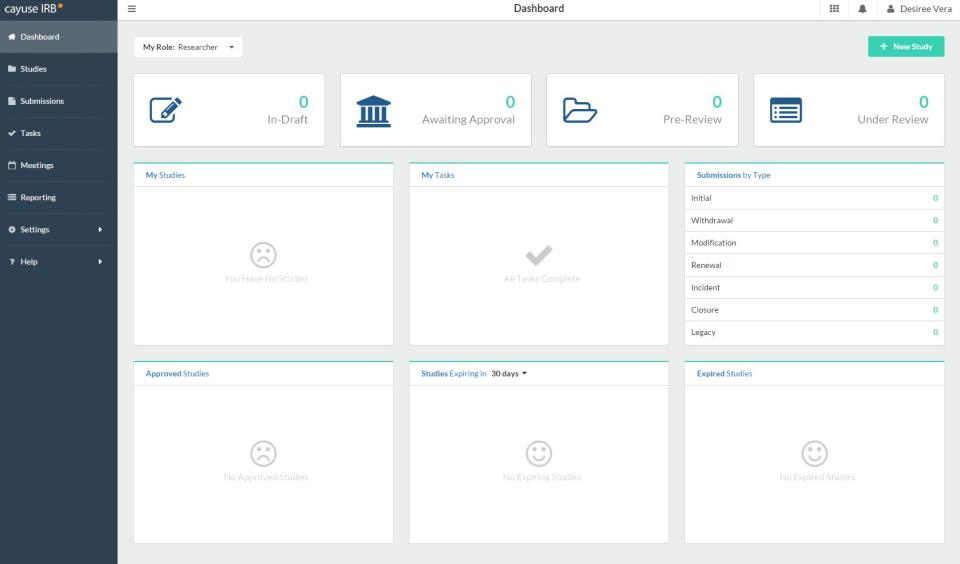 cayuse IRB
Dashboard
Desiree Vera
Dashboard
Studies
Submissions
Tasks
Meetings
Reporting
Settings
? Help
My Role: Researcher
+ New Study
0
In-Draft
0
Awaiting Approval
0
Pre-Review
0
Under Review
My Studies
You Have No Studies
My Tasks
All Tasks Complete
Submissions by Type
Initial 0
Withdrawal 0
Modification 0
Renewal 0
Incident 0
Closure 0
Legacy 0
Approved Studies
No Approved Studies
Studies Expiring in 30 days
No Expiring Studies
Expired Studies
No Expired Studies